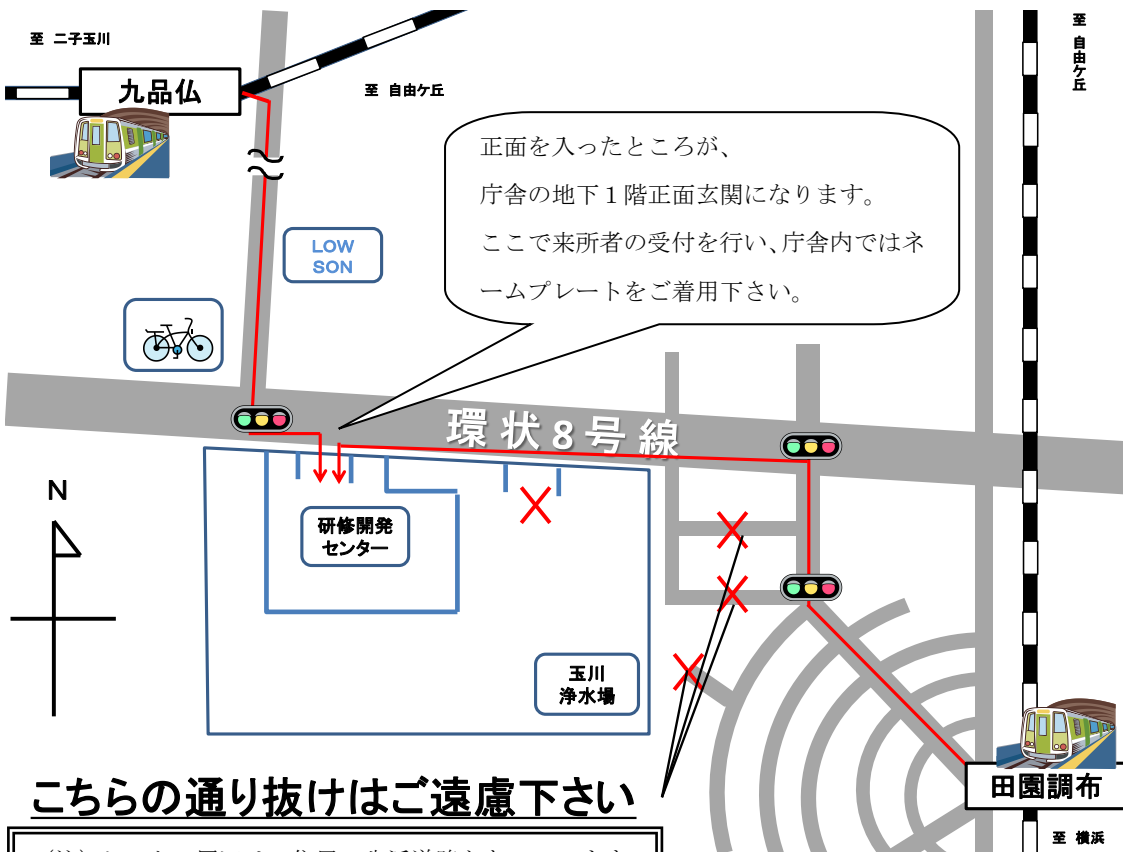 至 二子玉川
九品仏
至 自由ケ丘
至 自由ケ丘
正面を入ったところが、
庁舎の地下1階正面玄関になります。
ここで来所者の受付を行い、庁舎内ではネ
ームプレートをご着用下さい。
LOW
SON
環状8号線
N
研修開発
センター
玉川
浄水場
田園調布
至 横浜
こちらの通り抜けはご遠慮下さい